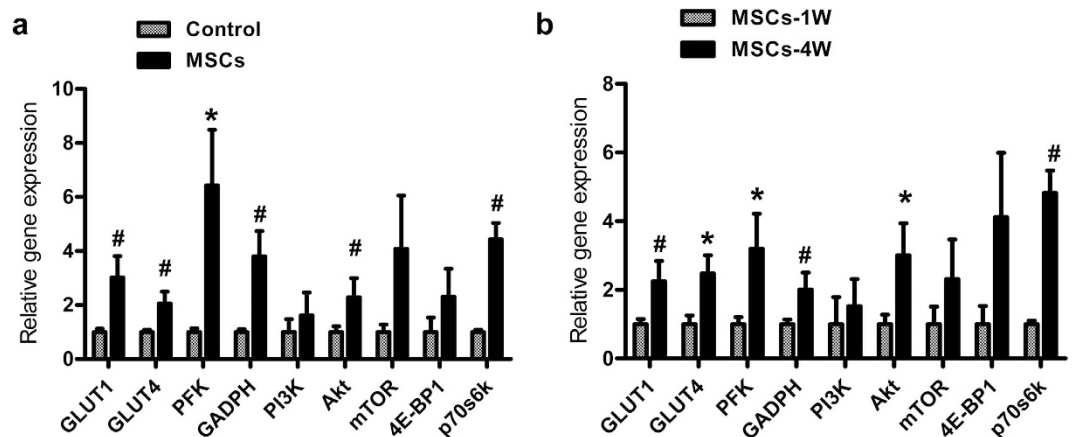 a
Control
MSCs
Relative gene expression
10
8
6
4
2
0
*
#
#
#
#
#
GLUT1
GLUT4
PFK
GADPH
PI3K
Akt
mTOR
4E-BP1
p70s6k
b
MSCs-1W
MSCs-4W
Relative gene expression
8
6
4
2
0
#
*
*
#
*
#
GLUT1
GLUT4
PFK
GADPH
PI3K
Akt
mTOR
4E-BP1
p70s6k